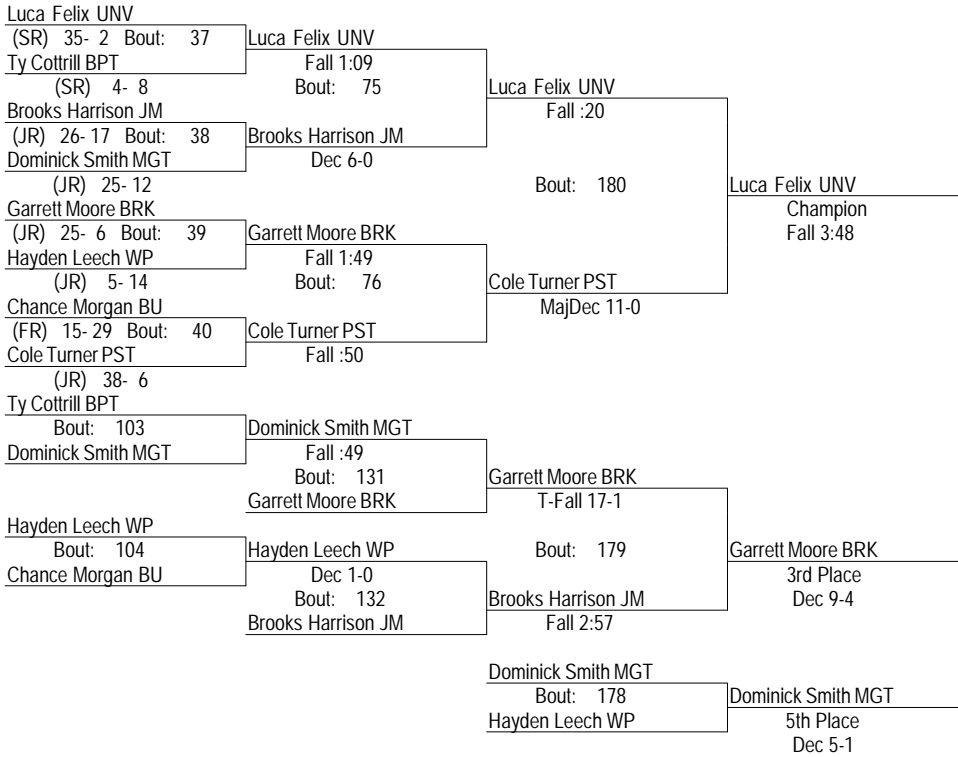 Luca Felix UNV
(SR) 35- 2 Bout: 37 Luca Felix UNV
Ty Cottrill BPT Fall 1:09
(SR) 4- 8 Bout: 75 Luca Felix UNV
Brooks Harrison JM Fall :20
(JR) 26- 17 Bout: 38 Brooks Harrison JM
Dominick Smith MGT Dec 6-0
(JR) 25- 12 Bout: 180 Luca Felix UNV
Garrett Moore BRK Champion
(JR) 25- 6 Bout: 39 Garrett Moore BRK Fall 3:48
Hayden Leech WP Fall 1:49
(JR) 5- 14 Bout: 76 Cole Turner PST
Chance Morgan BU MajDec 11-0
(FR) 15- 29 Bout: 40 Cole Turner PST
Cole Turner PST Fall :50
(JR) 38- 6
Ty Cottrill BPT
Bout: 103 Dominick Smith MGT
Dominick Smith MGT Fall :49
Bout: 131 Garrett Moore BRK
Garrett Moore BRK T-Fall 17-1
Hayden Leech WP
Bout: 104 Hayden Leech WP Bout: 179 Garrett Moore BRK
Chance Morgan BU Dec 1-0 3rd Place
Bout: 132 Brooks Harrison JM Dec 9-4
Brooks Harrison JM Fall 2:57
Dominick Smith MGT
Bout: 178 Dominick Smith MGT
Hayden Leech WP 5th Place
Dec 5-1